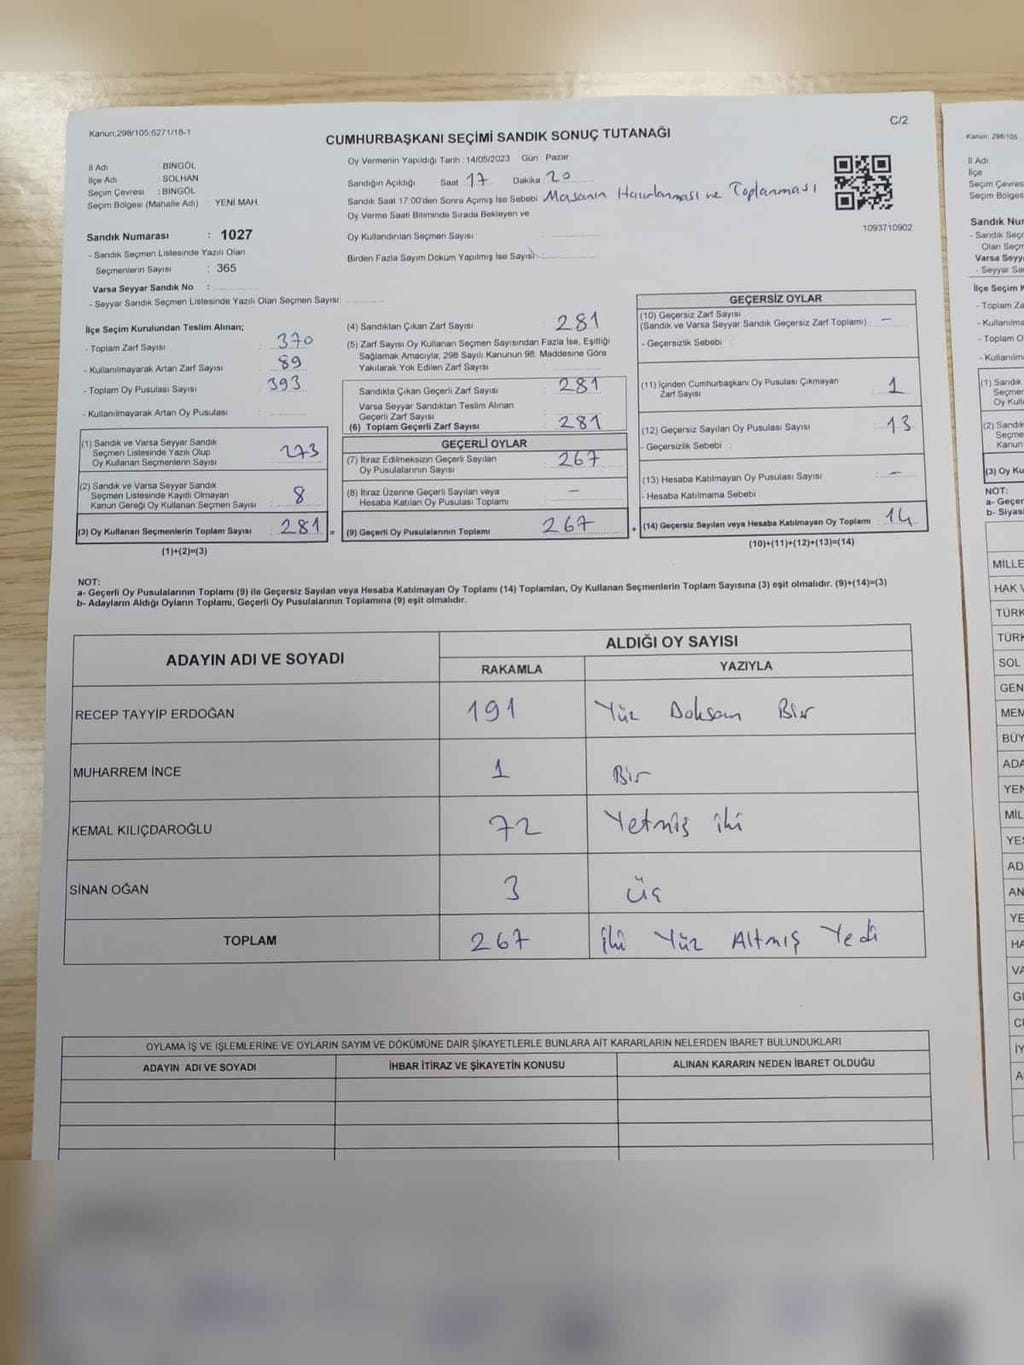 Kanun:298/105,6271/18-1
C/2
CUMHURBAŞKANI SEÇİMİ SANDIK SONUÇ TUTANAĞI
İl Adı BİNGÖL
İlçe Adı SOLHAN
Seçim Çevresi : BİNGÖL
Seçim Bölgesi (Mahalle Adı) YENİ MAH
Sandık Numarası : 1027
- Sandık Seçmen Listesinde Yazılı Olan
Seçmenlerin Sayısı : 365
Varsa Seyyar Sandık No :
- Seyyar Sandık Seçmen Listesinde Yazılı Olan Seçmen Sayısı
Oy Vermenin Yapıldığı Tarih : 14/05/2023 Gün : Pazar
Sandığın Açıldığı Saat 17 Dakika 20
Sandık Saat 17:00'den Sonra Açılmış İse Sebebi Masanın Hazırlanması ve Toplanması
Oy Verme Saati Bitiminde Sırada Bekleyen ve
Oy Kullandırılan Seçmen Sayısı :
Birden Fazla Sayım Döküm Yapılmış İse Sayısı :
1093710902
İlçe Seçim Kurulundan Teslim Alınan;
- Toplam Zarf Sayısı : 370
- Kullanılmayarak Artan Zarf Sayısı : 89
- Toplam Oy Pusulası Sayısı : 393
- Kullanılmayarak Artan Oy Pusulası :
(1) Sandık ve Varsa Seyyar Sandık
Seçmen Listesinde Yazılı Olup
Oy Kullanan Seçmenlerin Sayısı : 273
(2) Sandık ve Varsa Seyyar Sandık
Seçmen Listesinde Kayıtlı Olmayan
Kanun Gereği Oy Kullanan Seçmen Sayısı : 8
(3) Oy Kullanan Seçmenlerin Toplam Sayısı : 281 =
(1)+(2)=(3)
(4) Sandıktan Çıkan Zarf Sayısı : 281
(5) Zarf Sayısı Oy Kullanan Seçmen Sayısından Fazla İse, Eşitliği
Sağlamak Amacıyla, 298 Sayılı Kanunun 98. Maddesine Göre
Yakılarak Yok Edilen Zarf Sayısı :
Sandıkta Çıkan Geçerli Zarf Sayısı : 281
Varsa Seyyar Sandıktan Teslim Alınan
Geçerli Zarf Sayısı :
(6) Toplam Geçerli Zarf Sayısı : 281
GEÇERLİ OYLAR
(7) İtiraz Edilmeksizin Geçerli Sayılan
Oy Pusulalarının Sayısı : 267
(8) İtiraz Üzerine Geçerli Sayılan veya
Hesaba Katılan Oy Pusulası Toplamı : –
(9) Geçerli Oy Pusulalarının Toplamı : 267 +
GEÇERSİZ OYLAR
(10) Geçersiz Zarf Sayısı
(Sandık ve Varsa Seyyar Sandık Geçersiz Zarf Toplamı) : –
- Geçersizlik Sebebi :
(11) İçinden Cumhurbaşkanı Oy Pusulası Çıkmayan
Zarf Sayısı : 1
(12) Geçersiz Sayılan Oy Pusulası Sayısı : 13
- Geçersizlik Sebebi :
(13) Hesaba Katılmayan Oy Pusulası Sayısı : –
- Hesaba Katılmama Sebebi :
(14) Geçersiz Sayılan veya Hesaba Katılmayan Oy Toplamı : 14
(10)+(11)+(12)+(13)=(14)
NOT:
a- Geçerli Oy Pusulalarının Toplamı (9) ile Geçersiz Sayılan veya Hesaba Katılmayan Oy Toplamı (14) Toplamları, Oy Kullanan Seçmenlerin Toplam Sayısına (3) eşit olmalıdır. (9)+(14)=(3)
b- Adayların Aldığı Oyların Toplamı, Geçerli Oy Pusulalarının Toplamına (9) eşit olmalıdır.
ADAYIN ADI VE SOYADI ALDIĞI OY SAYISI
RAKAMLA YAZIYLA
RECEP TAYYİP ERDOĞAN 191 Yüz Doksan Bir
MUHARREM İNCE 1 Bir
KEMAL KILIÇDAROĞLU 72 Yetmiş iki
SİNAN OĞAN 3 üç
TOPLAM 267 iki Yüz Altmış Yedi
OYLAMA İŞ VE İŞLEMLERİNE VE OYLARIN SAYIM VE DÖKÜMÜNE DAİR ŞİKAYETLERLE BUNLARA AİT KARARLARIN NELERDEN İBARET BULUNDUKLARI
ADAYIN ADI VE SOYADI İHBAR İTİRAZ VE ŞİKAYETİN KONUSU ALINAN KARARIN NEDEN İBARET OLDUĞU
Kanun: 298/105
İl Adı
İlçe
Seçim Çevresi
Seçim Bölgesi